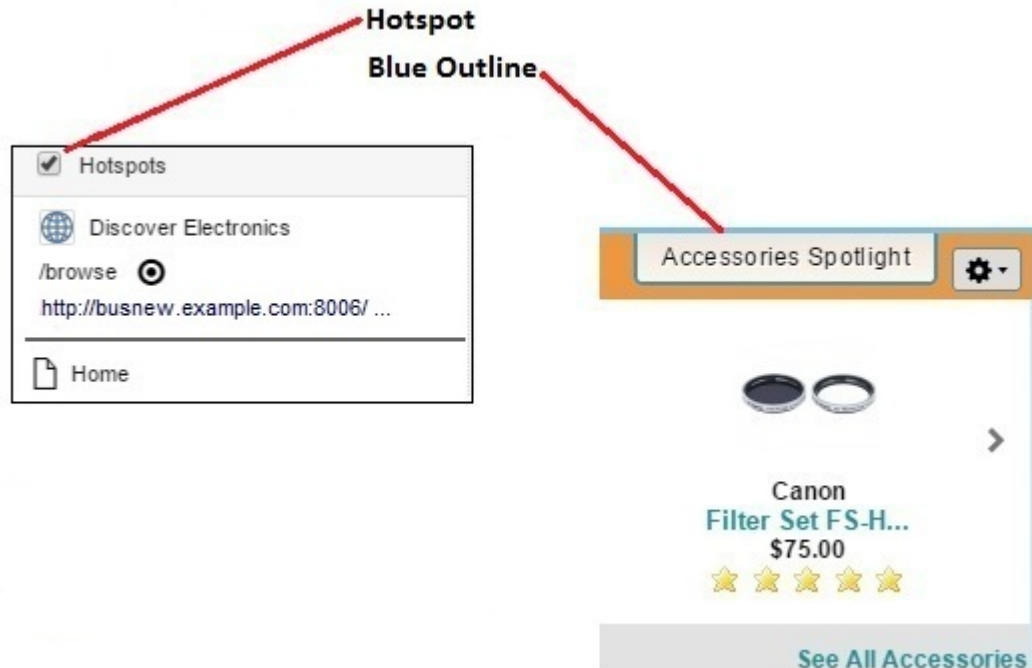 Hotspot
Blue Outline
Hotspots
Discover Electronics
/browse
http://busnew.example.com:8006/ ...
Home
Accessories Spotlight
Canon
Filter Set FS-H...
$75.00
See All Accessories